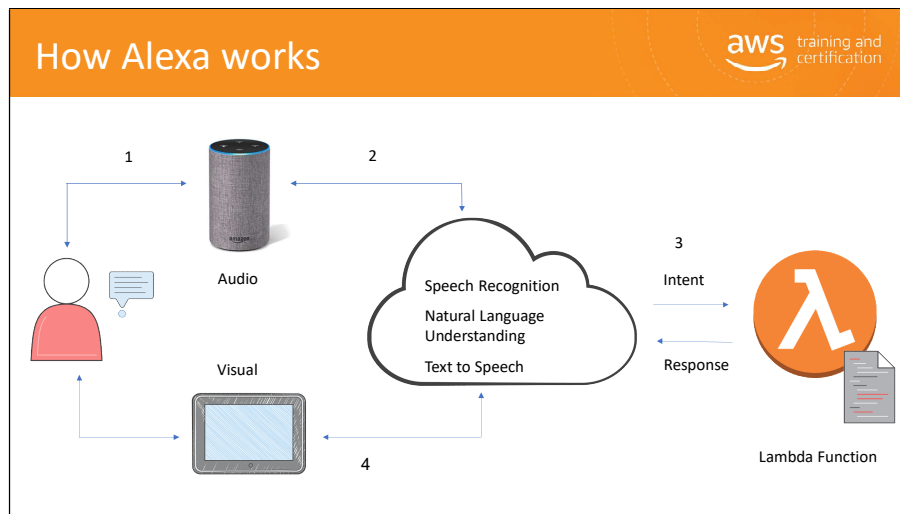 How Alexa works
aws training and
certification
1
2
Audio
Speech Recognition
Natural Language
Understanding
Text to Speech
3
Intent
Response
Lambda Function
Visual
4
amazon